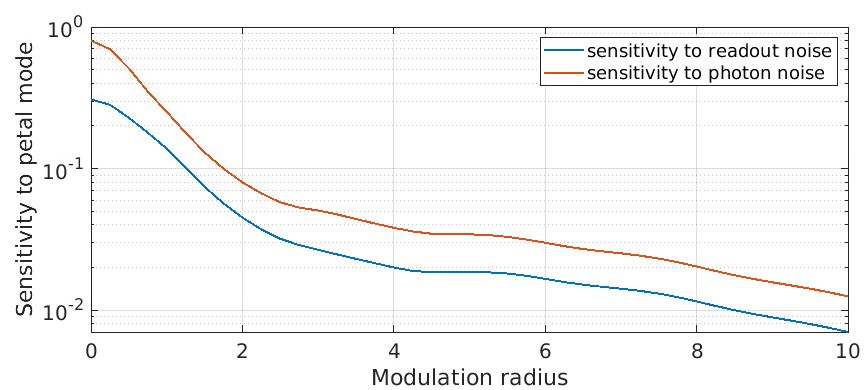 Sensitivity to petal mode
10^0
10^-1
10^-2
sensitivity to readout noise
sensitivity to photon noise
0 2 4 6 8 10
Modulation radius